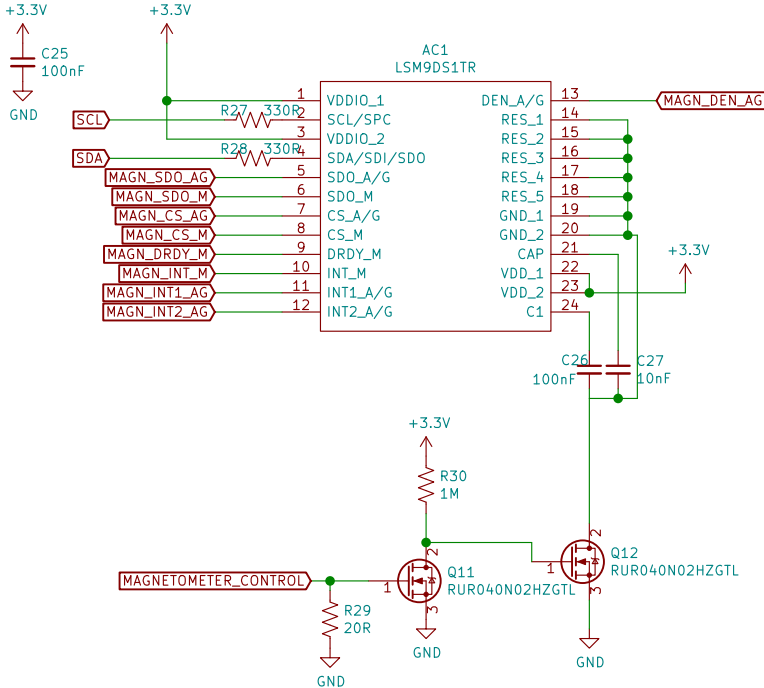 +3.3V
+3.3V
C25
100nF
GND
AC1
LSM9DS1TR
SCL
R27 330R
SDA
R28 330R
MAGN_SDO_AG
MAGN_SDO_M
MAGN_CS_AG
MAGN_CS_M
MAGN_DRDY_M
MAGN_INT_M
MAGN_INT1_AG
MAGN_INT2_AG
1 VDDIO_1
2 SCL/SPC
3 VDDIO_2
4 SDA/SDI/SDO
5 SDO_A/G
6 SDO_M
7 CS_A/G
8 CS_M
9 DRDY_M
10 INT_M
11 INT1_A/G
12 INT2_A/G
DEN_A/G 13
RES_1 14
RES_2 15
RES_3 16
RES_4 17
RES_5 18
GND_1 19
GND_2 20
CAP 21
VDD_1 22
VDD_2 23
C1 24
MAGN_DEN_AG
+3.3V
C26
100nF
C27
10nF
+3.3V
R30
1M
MAGNETOMETER_CONTROL
R29
20R
GND
1
2
3
Q11
RUR040N02HZGTL
GND
1
2
3
Q12
RUR040N02HZGTL
GND